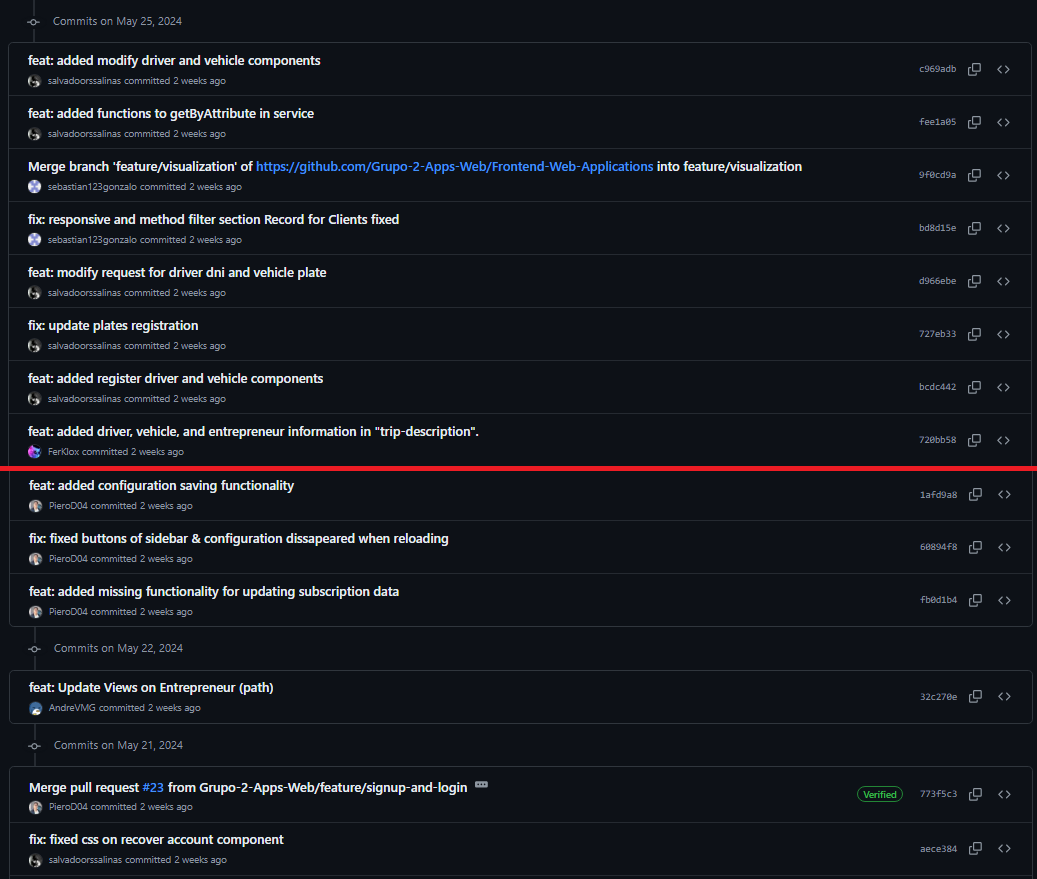 Commits on May 25, 2024
feat: added modify driver and vehicle components
c969adb
salvadoorssalinas committed 2 weeks ago
feat: added functions to getByAttribute in service
fee1a05
salvadoorssalinas committed 2 weeks ago
Merge branch 'feature/visualization' of https://github.com/Grupo-2-Apps-Web/Frontend-Web-Applications into feature/visualization
9f0cd9a
sebastian123gonzalo committed 2 weeks ago
fix: responsive and method filter section Record for Clients fixed
bd8d15e
sebastian123gonzalo committed 2 weeks ago
feat: modify request for driver dni and vehicle plate
d966ebe
salvadoorssalinas committed 2 weeks ago
fix: update plates registration
727eb33
salvadoorssalinas committed 2 weeks ago
feat: added register driver and vehicle components
bcdc442
salvadoorssalinas committed 2 weeks ago
feat: added driver, vehicle, and entrepreneur information in "trip-description".
720bb58
FerKlox committed 2 weeks ago
feat: added configuration saving functionality
1afd9a8
PieroD04 committed 2 weeks ago
fix: fixed buttons of sidebar & configuration dissapeared when reloading
60894f8
PieroD04 committed 2 weeks ago
feat: added missing functionality for updating subscription data
fb0d1b4
PieroD04 committed 2 weeks ago
Commits on May 22, 2024
feat: Update Views on Entrepreneur (path)
32c270e
AndreVMG committed 2 weeks ago
Commits on May 21, 2024
Merge pull request #23 from Grupo-2-Apps-Web/feature/signup-and-login
Verified 773f5c3
PieroD04 committed 2 weeks ago
fix: fixed css on recover account component
aece384
salvadoorssalinas committed 2 weeks ago